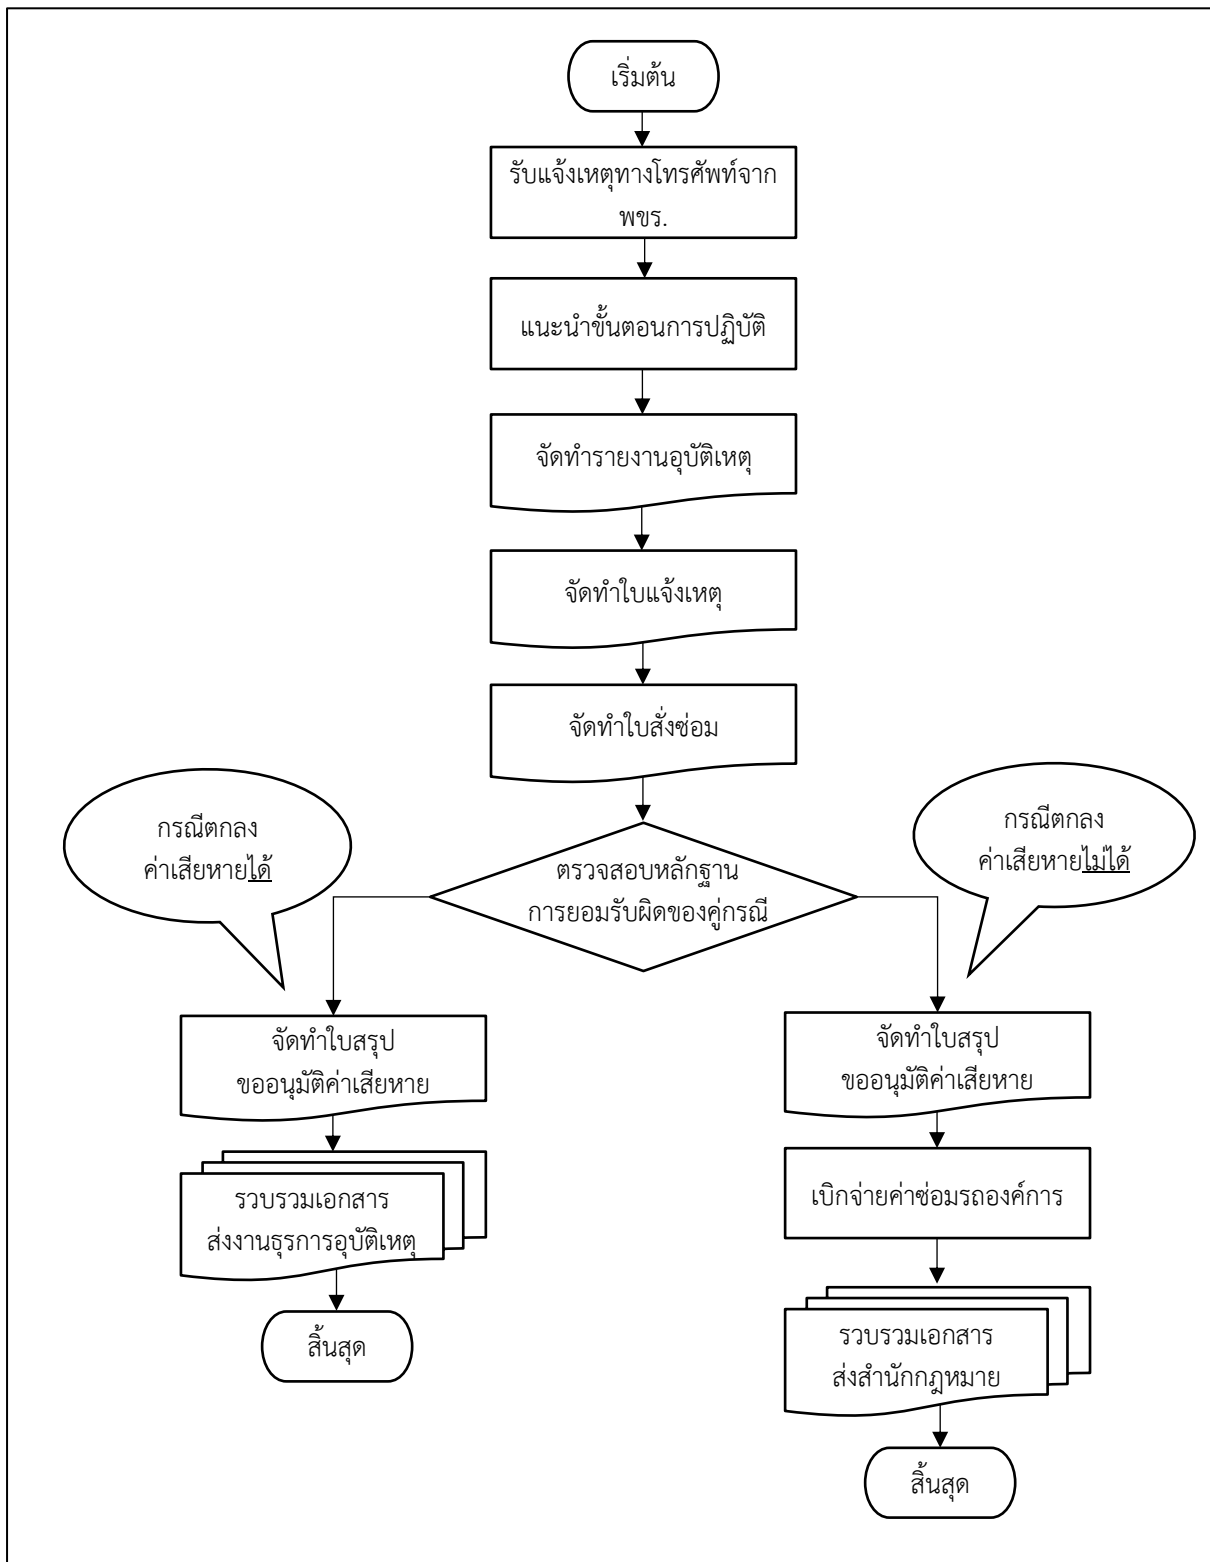 เริ่มต้น
รับแจ้งเหตุทางโทรศัพท์จาก
พขร.
แนะนำขั้นตอนการปฏิบัติ
จัดทำรายงานอุบัติเหตุ
จัดทำใบแจ้งเหตุ
จัดทำใบสั่งซ่อม
กรณีตกลง
ค่าเสียหายได้
กรณีตกลง
ค่าเสียหายไม่ได้
ตรวจสอบหลักฐาน
การยอมรับผิดของคู่กรณี
จัดทำใบสรุป
ขออนุมัติค่าเสียหาย
รวบรวมเอกสาร
ส่งงานธุรการอุบัติเหตุ
สิ้นสุด
จัดทำใบสรุป
ขออนุมัติค่าเสียหาย
เบิกจ่ายค่าซ่อมรถองค์การ
รวบรวมเอกสาร
ส่งสำนักกฎหมาย
สิ้นสุด